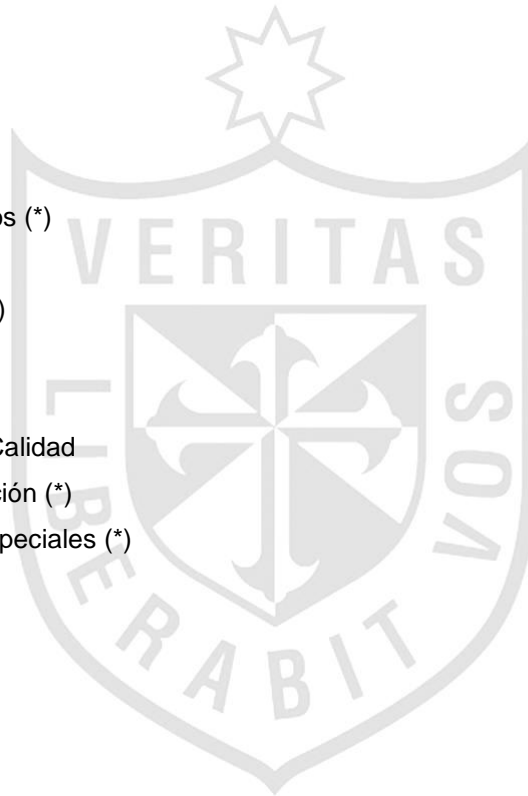 os (*)
VERITAS
)
LIBERABIT VOS
Calidad
ción (*)
peciales (*)